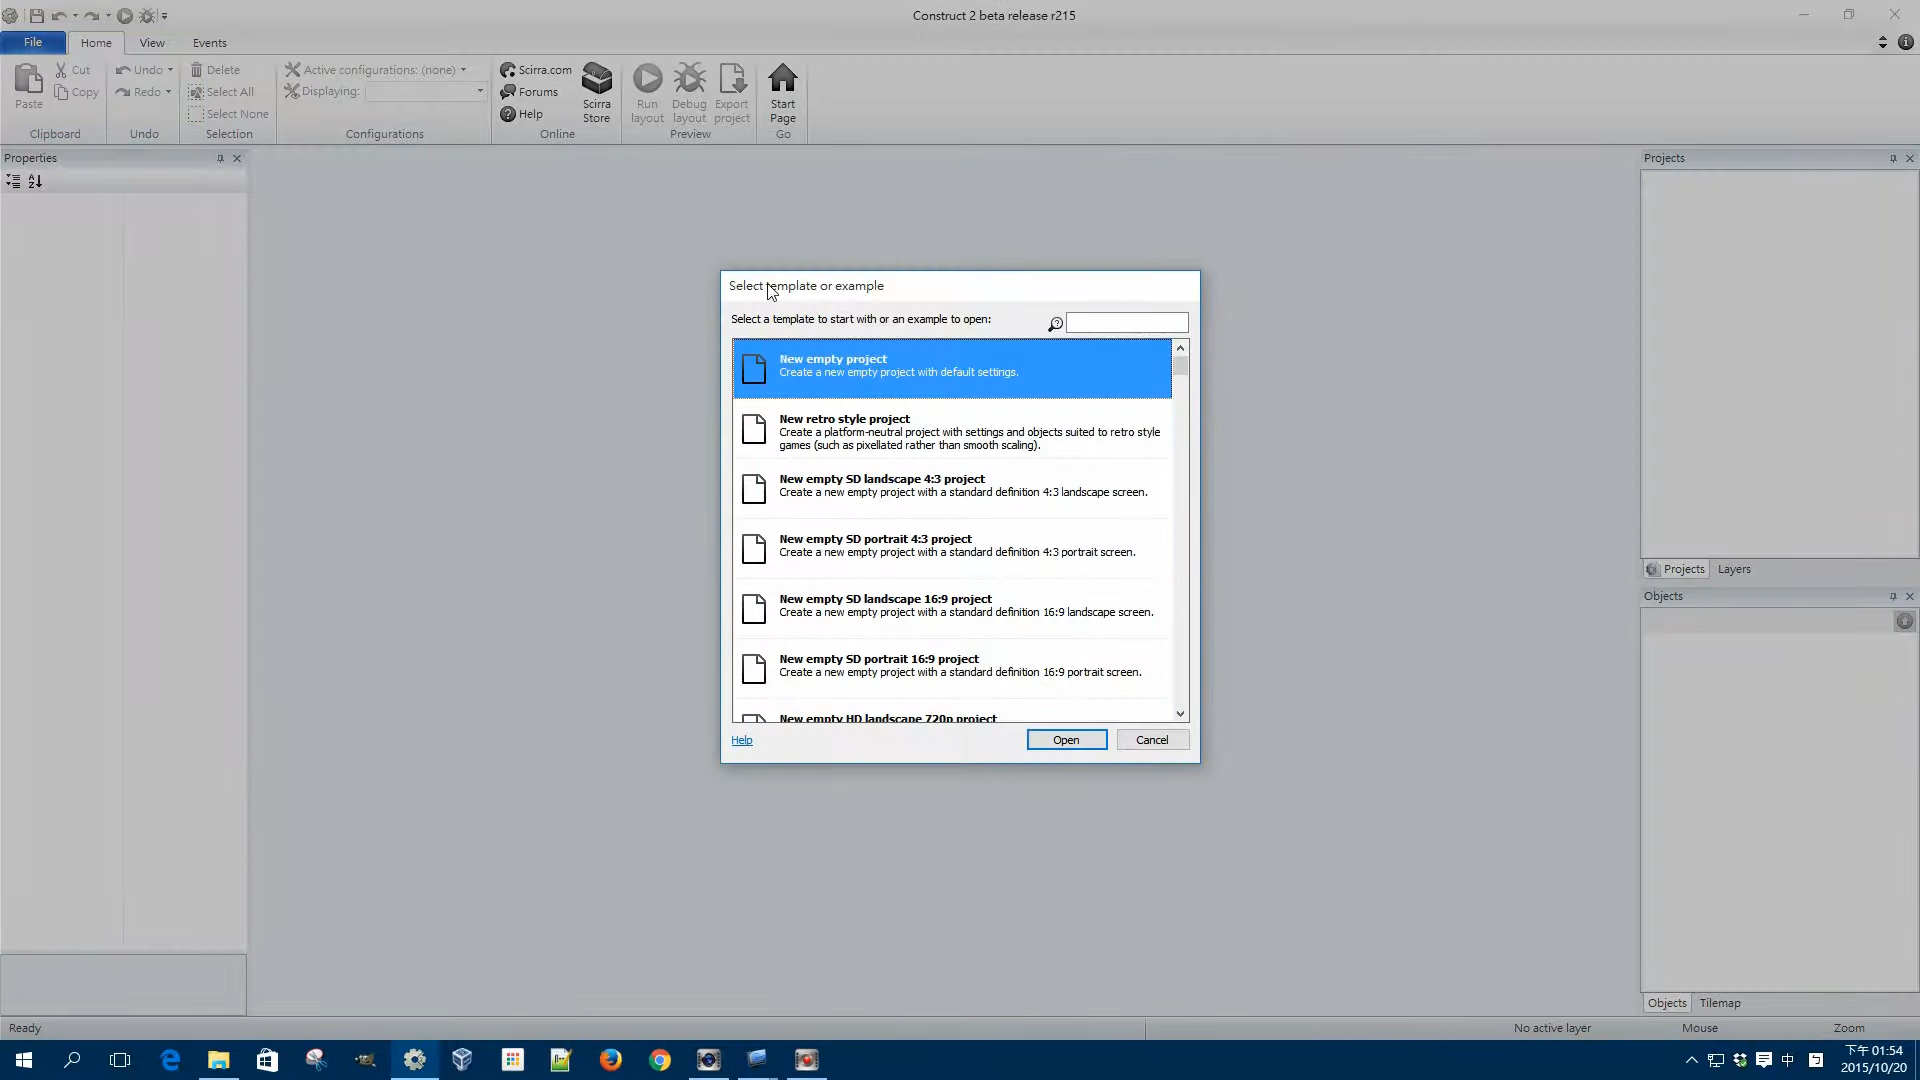 Construct 2 beta release r215
File Home View Events
Paste
Cut
Copy
Clipboard
Undo
Redo
Undo
Delete
Select All
Select None
Selection
Active configurations: (none)
Displaying:
Configurations
Scirra.com
Forums
Help
Scirra
Store
Online
Run
layout
Debug
layout
Export
project
Preview
Start
Page
Go
Properties
Projects
Select template or example
Select a template to start with or an example to open:
New empty project
Create a new empty project with default settings.
New retro style project
Create a platform-neutral project with settings and objects suited to retro style
games (such as pixellated rather than smooth scaling).
New empty SD landscape 4:3 project
Create a new empty project with a standard definition 4:3 landscape screen.
New empty SD portrait 4:3 project
Create a new empty project with a standard definition 4:3 portrait screen.
New empty SD landscape 16:9 project
Create a new empty project with a standard definition 16:9 landscape screen.
New empty SD portrait 16:9 project
Create a new empty project with a standard definition 16:9 portrait screen.
New empty HD landscape 720p project
Help
Open
Cancel
Projects Layers
Objects
Objects Tilemap
Ready
No active layer
Mouse
Zoom
中
下午 01:54
2015/10/20